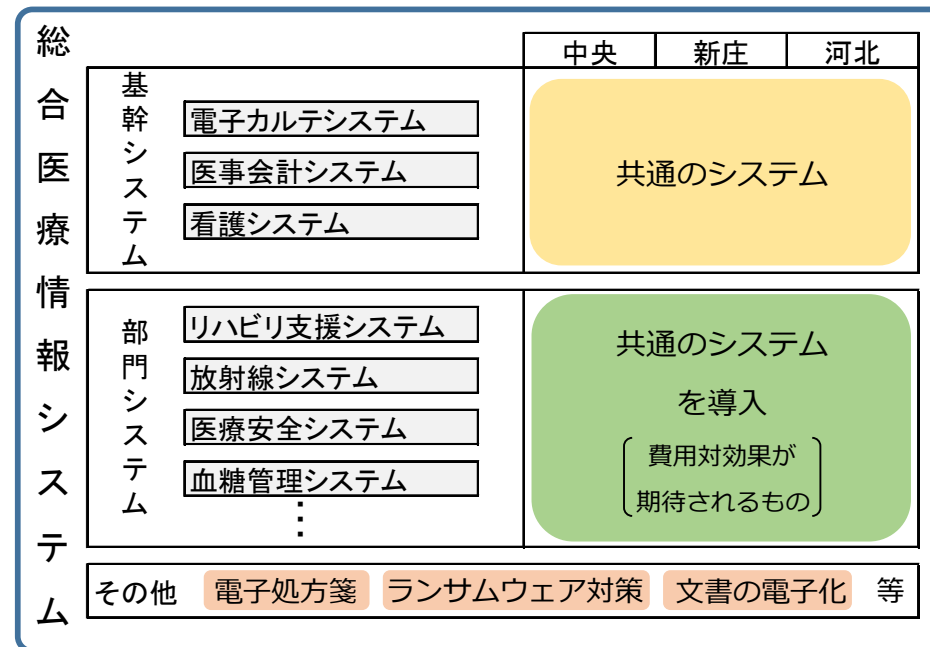 総合医療情報システム
中央 新庄 河北
基幹システム
電子カルテシステム
医事会計システム
看護システム
共通のシステム
部門システム
リハビリ支援システム
放射線システム
医療安全システム
血糖管理システム
⋮
共通のシステム
を導入
費用対効果が
期待されるもの
その他 電子処方箋 ランサムウェア対策 文書の電子化 等